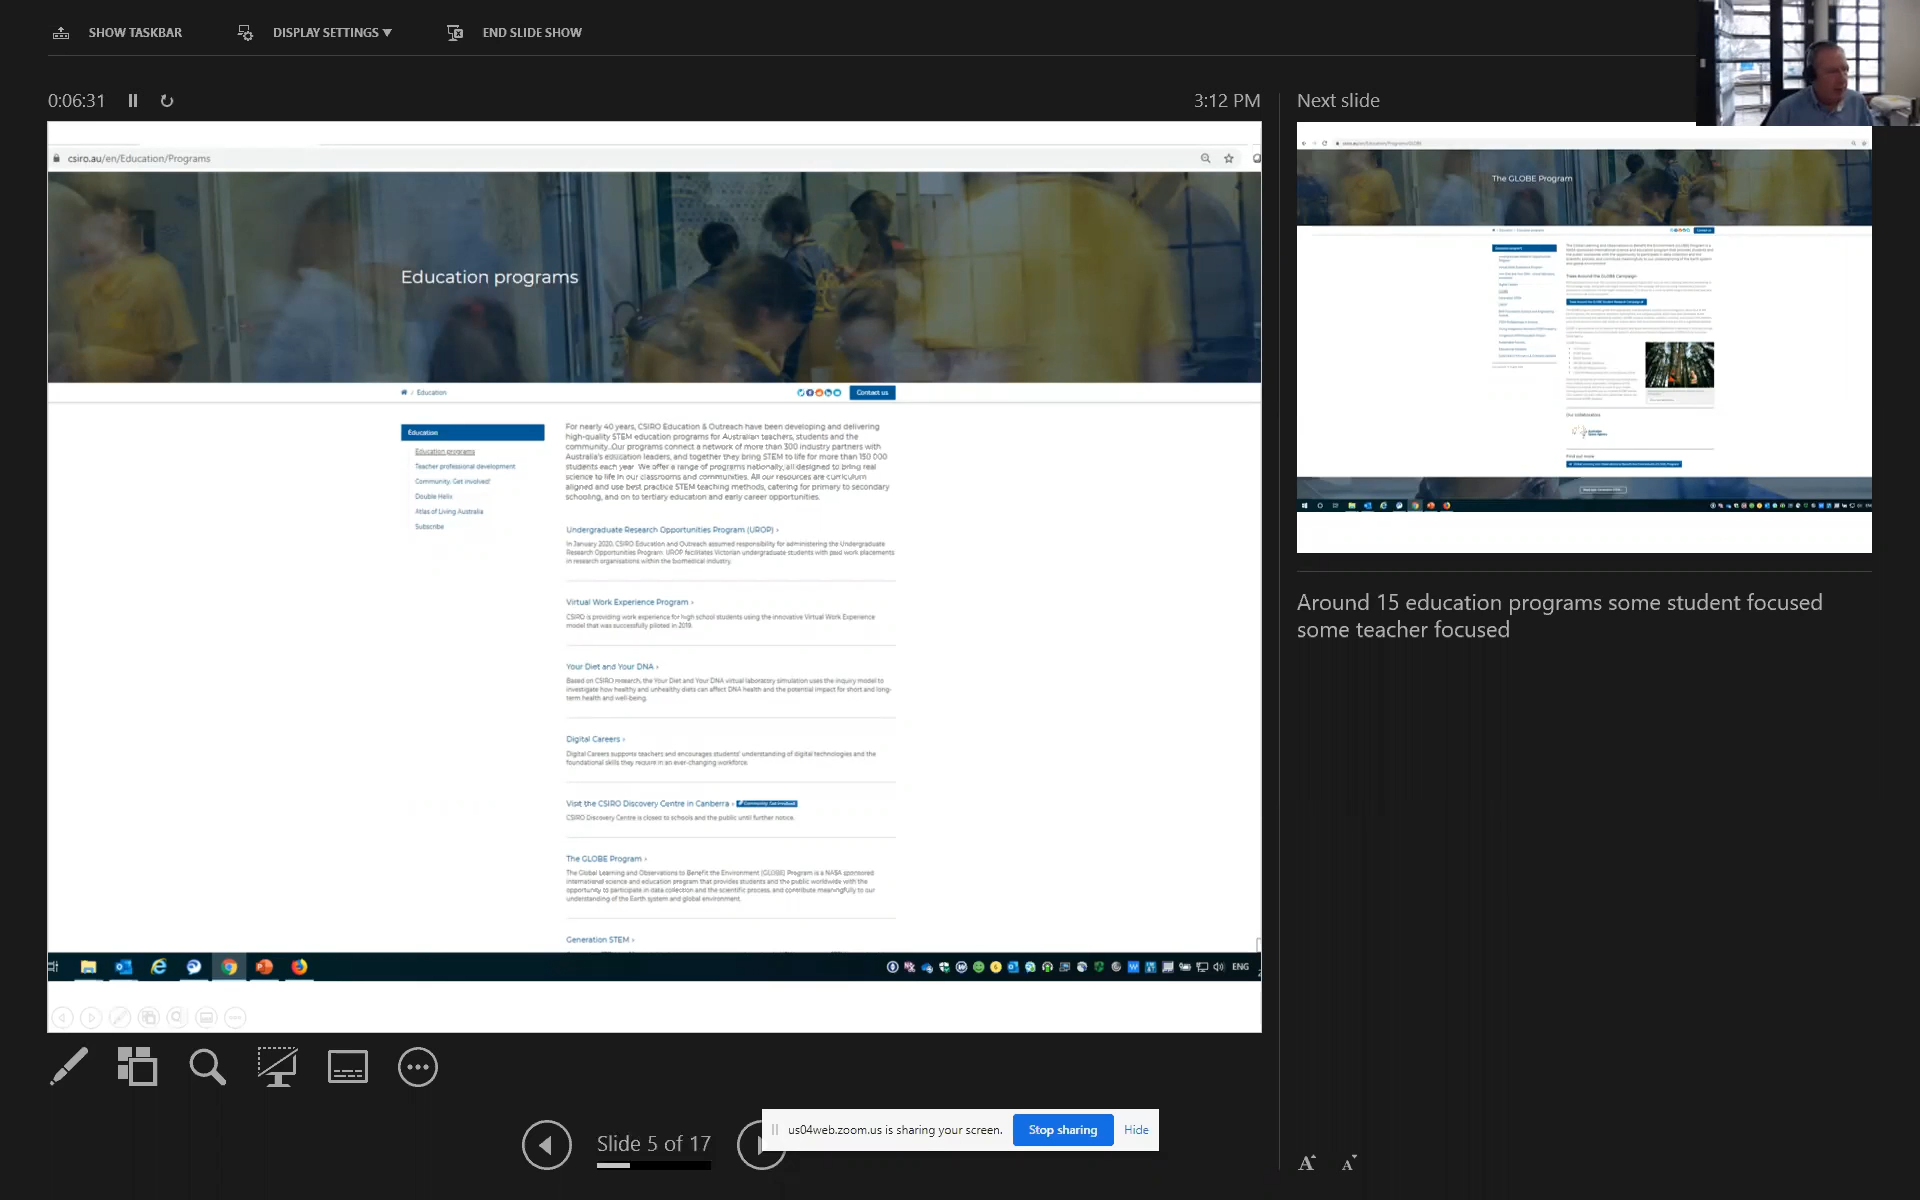 SHOW TASKBAR
DISPLAY SETTINGS ▼
END SLIDE SHOW
0:06:31
3:12 PM
csiro.au/en/Education/Programs
Education programs
/ Education
Contact us
Education
Education programs
Teacher professional development
Community, Get involved!
Double Helix
Atlas of Living Australia
Subscribe
For nearly 40 years, CSIRO Education & Outreach have been developing and delivering
high-quality STEM education programs for Australian teachers, students and the
community. Our programs connect a network of more than 300 industry partners with
Australia's education leaders, and together they bring STEM to life for more than 150 000
students each year. We offer a range of programs nationally, all designed to bring real
science to life in our classrooms and communities. All our resources are curriculum
aligned and use best practice STEM teaching methods, catering for primary to secondary
schooling, and on to tertiary education and early career opportunities.
Undergraduate Research Opportunities Program (UROP) ›
In January 2020, CSIRO Education and Outreach assumed responsibility for administering the Undergraduate
Research Opportunities Program. UROP facilitates Victorian undergraduate students with paid work placements
in research organisations within the biomedical industry.
Virtual Work Experience Program ›
CSIRO is providing work experience for high school students using the innovative Virtual Work Experience
model that was successfully piloted in 2019.
Your Diet and Your DNA ›
Based on CSIRO research, the Your Diet and Your DNA virtual laboratory simulation uses the inquiry model to
investigate how healthy and unhealthy diets can affect DNA health and the potential impact for short and long-
term health and well-being.
Digital Careers ›
Digital Careers supports teachers and encourages students' understanding of digital technologies and the
foundational skills they require in an ever-changing workforce.
Visit the CSIRO Discovery Centre in Canberra › Community, Get involved!
CSIRO Discovery Centre is closed to schools and the public until further notice.
The GLOBE Program ›
The Global Learning and Observations to Benefit the Environment (GLOBE) Program is a NASA sponsored
international science and education program that provides students and the public worldwide with the
opportunity to participate in data collection and the scientific process, and contribute meaningfully to our
understanding of the Earth system and global environment.
Generation STEM ›
ENG
Slide 5 of 17
us04web.zoom.us is sharing your screen.
Stop sharing
Hide
Next slide
The GLOBE Program
Contact us
Trees Around the GLOBE Campaign
Our collaborators
Find out more
Around 15 education programs some student focused
some teacher focused
A
A